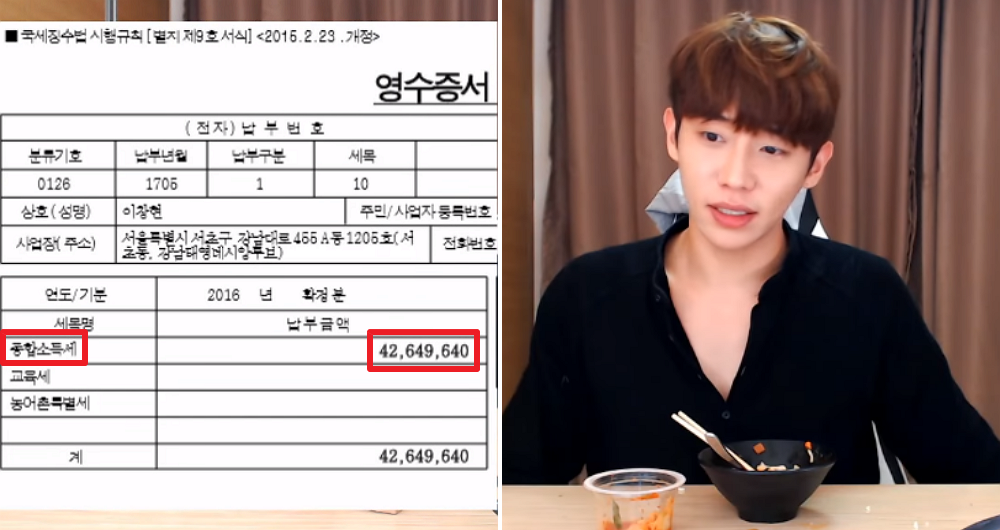 ■ 국세징수법 시행규칙 [ 별지 제9호 서식] <2015.2.23 .개정>
영수증서
( 전자 ) 납 부 번 호
분류기호 납부년월 납부구분 세목
0126 1705 1 10
상호 ( 성명) 이창현 주민/ 사업자 등록번호
사업장( 주소) 서울특별시 서초구 강남대로 455 A동 1205호( 서
초동, 강남태영데시앙루브) 전화번호
연도/기분 2016 년 확정분
세목명 납 부 금 액
종합소득세 42,649,640
교육세
농어촌특별세
계 42,649,640